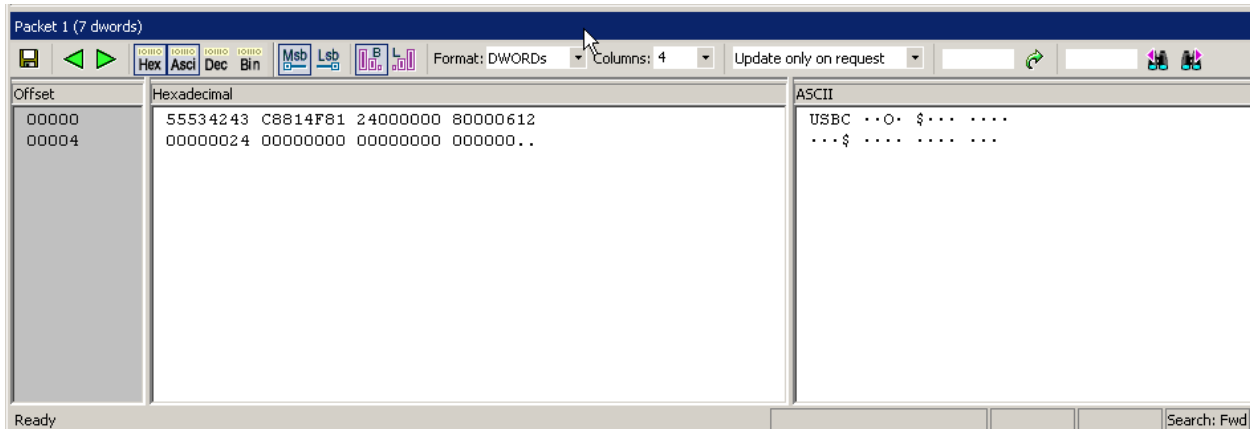 Packet 1 (7 dwords)
Hex Asci Dec Bin Msb Lsb B L Format: DWORDs Columns: 4 Update only on request
Offset Hexadecimal ASCII
00000 55534243 C8814F81 24000000 80000612 USBC ··O· $··· ····
00004 00000024 00000000 00000000 000000.. ···$ ···· ···· ···
Ready Search: Fwd